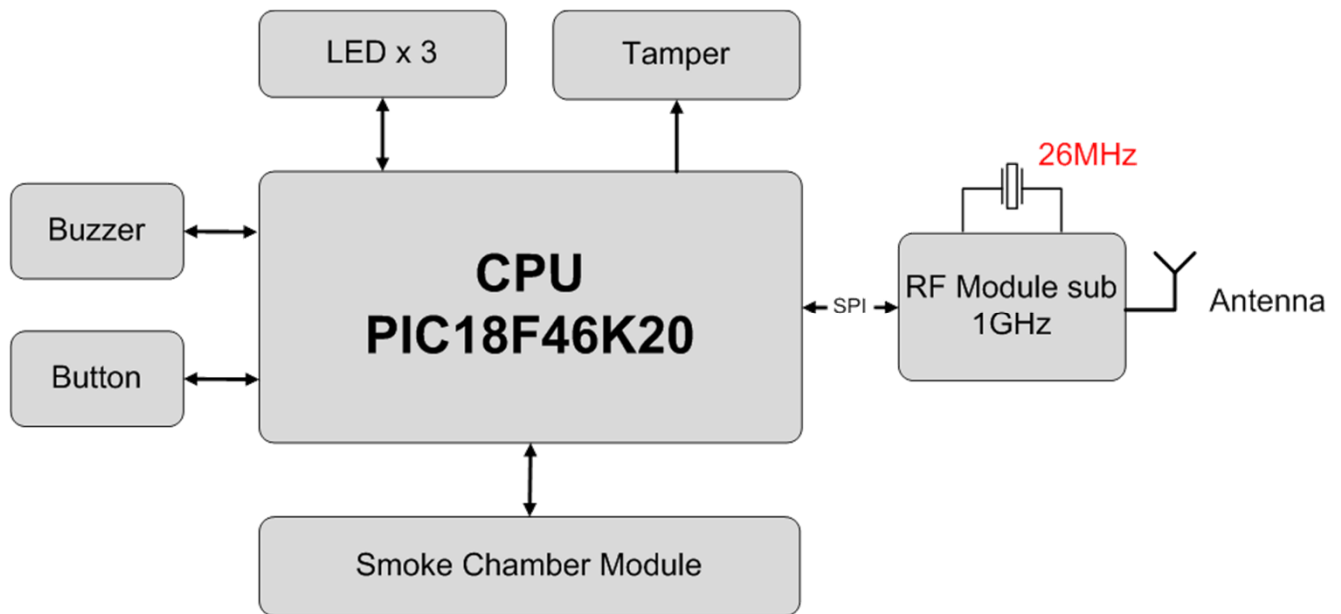 LED x 3
Tamper
26MHz
Buzzer
CPU
PIC18F46K20
SPI
RF Module sub
1GHz
Antenna
Button
Smoke Chamber Module